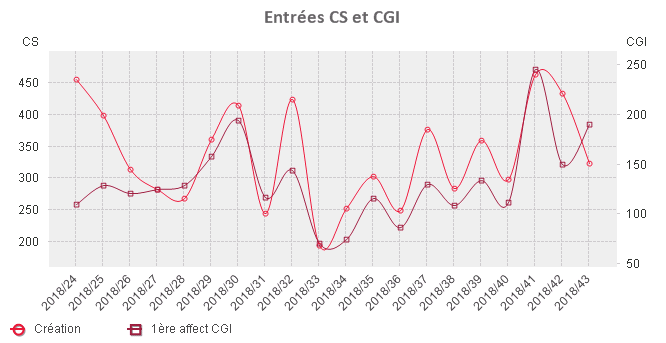 Entrées CS et CGI
CS CGI
450 250
400 200
350
300 150
250 100
200
50
2018/24 2018/25 2018/26 2018/27 2018/28 2018/29 2018/30 2018/31 2018/32 2018/33 2018/34 2018/35 2018/36 2018/37 2018/38 2018/39 2018/40 2018/41 2018/42 2018/43
Création 1ère affect CGI